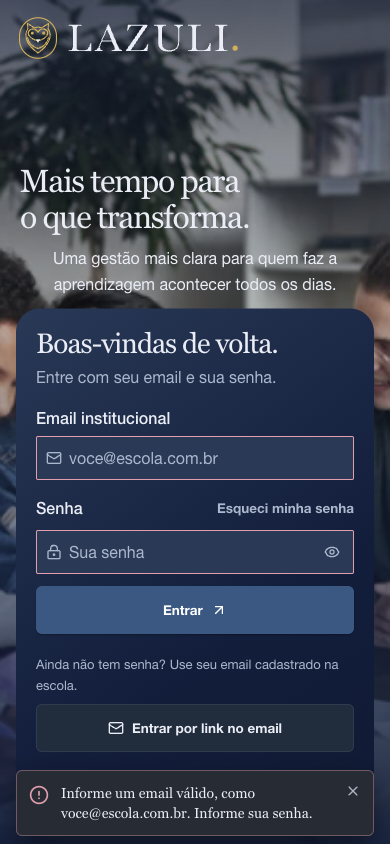 LAZULI.
Mais tempo para
o que transforma.
Uma gestão mais clara para quem faz a
aprendizagem acontecer todos os dias.
Boas-vindas de volta.
Entre com seu email e sua senha.
Email institucional
voce@escola.com.br
Senha
Esqueci minha senha
Sua senha
Entrar
Ainda não tem senha? Use seu email cadastrado na
escola.
Entrar por link no email
Informe um email válido, como
voce@escola.com.br. Informe sua senha.